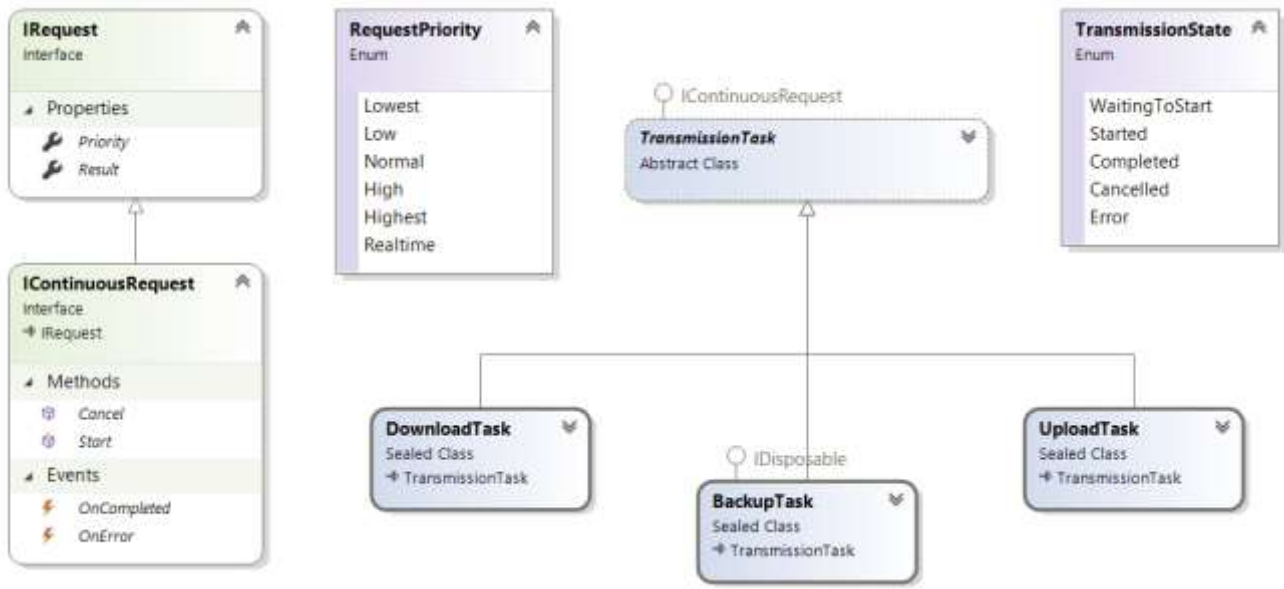 IRequest
Interface
Properties
Priority
Result
IContinuousRequest
Interface
IRequest
Methods
Cancel
Start
Events
OnCompleted
OnError
RequestPriority
Enum
Lowest
Low
Normal
High
Highest
Realtime
IContinuousRequest
TransmissionTask
Abstract Class
TransmissionState
Enum
WaitingToStart
Started
Completed
Cancelled
Error
DownloadTask
Sealed Class
TransmissionTask
IDisposable
BackupTask
Sealed Class
TransmissionTask
UploadTask
Sealed Class
TransmissionTask